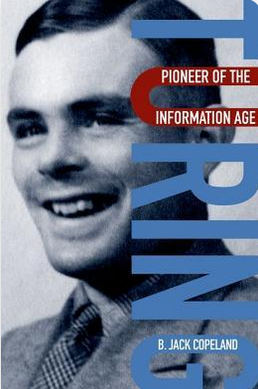 TURING
PIONEER OF THE
INFORMATION AGE
B. JACK COPELAND